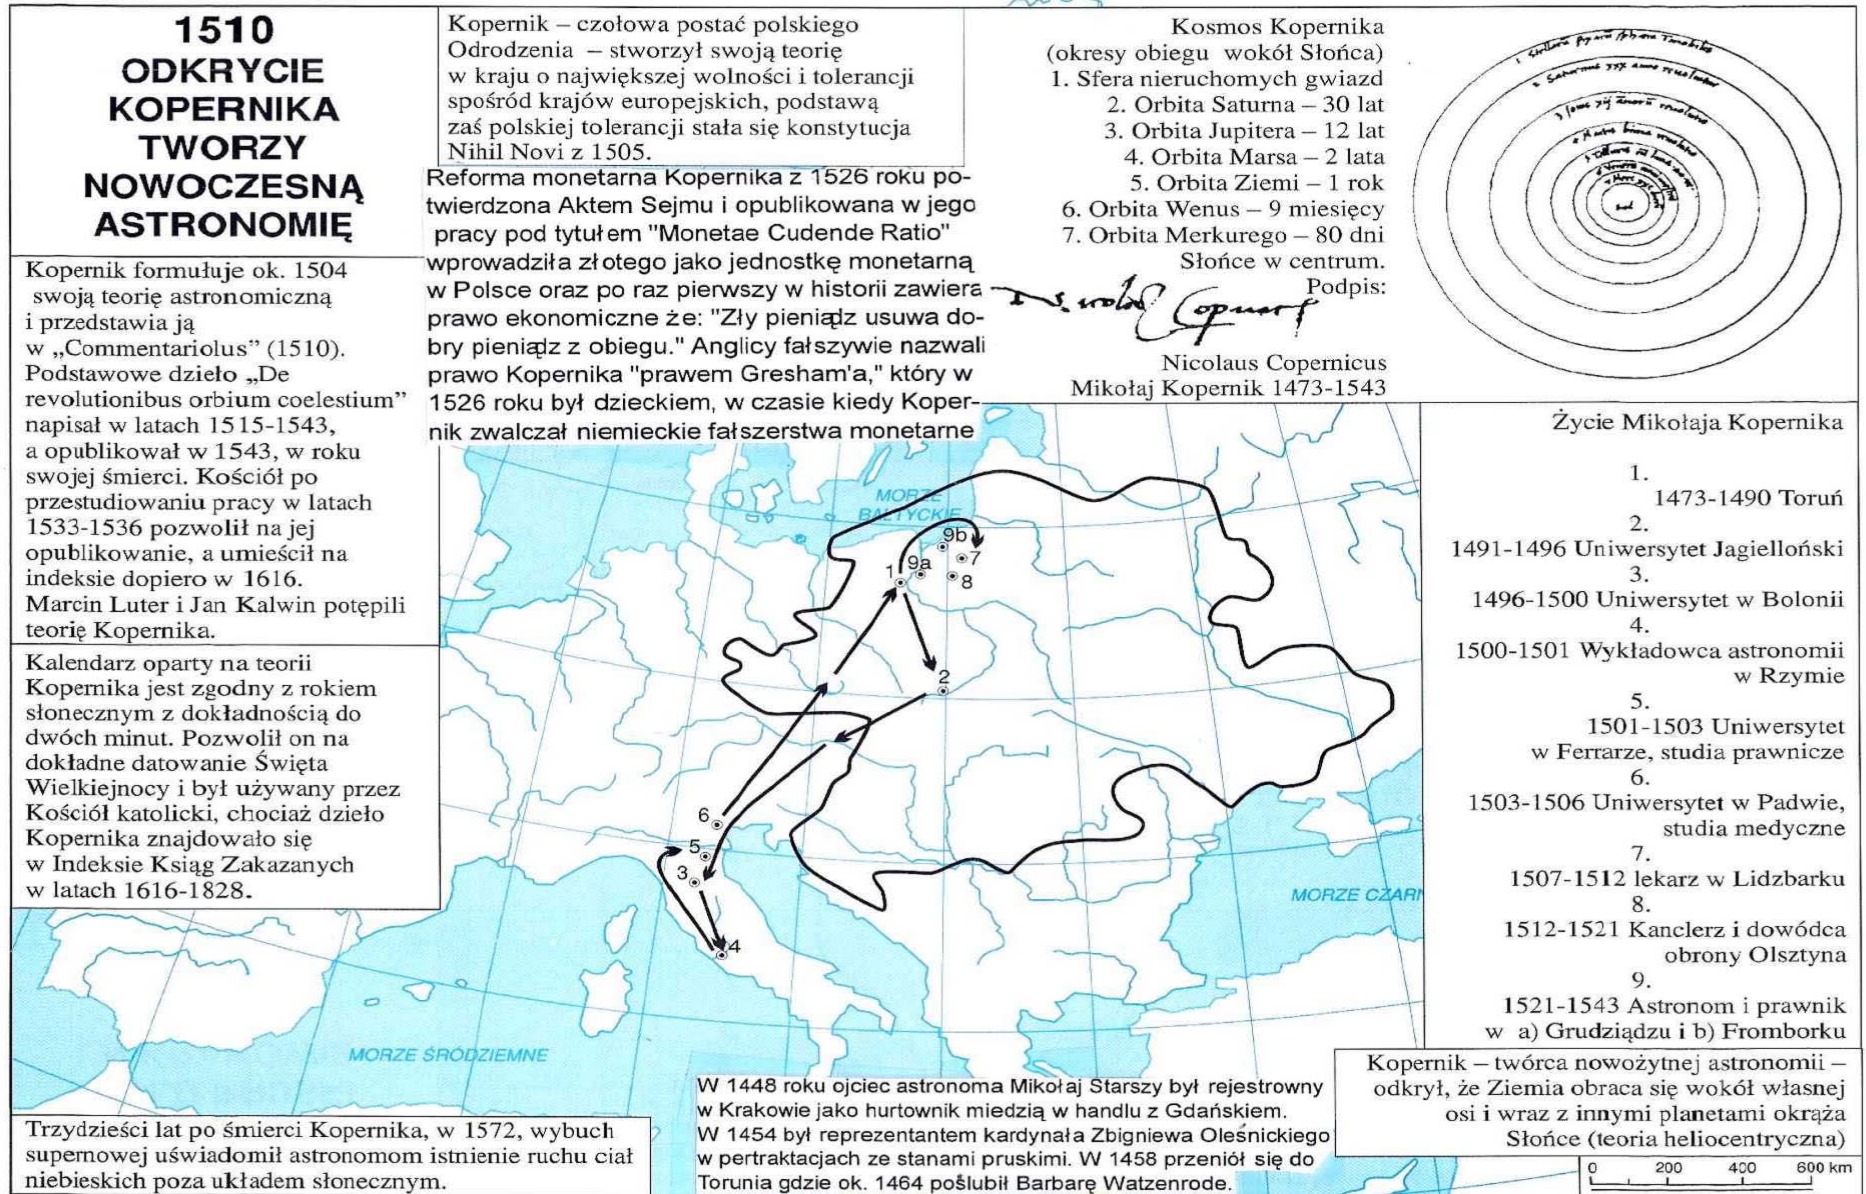 1510
ODKRYCIE
KOPERNIKA
TWORZY
NOWOCZESNĄ
ASTRONOMIĘ
Kopernik formułuje ok. 1504
swoją teorię astronomiczną
i przedstawia ją
w „Commentariolus” (1510).
Podstawowe dzieło „De
revolutionibus orbium coelestium”
napisał w latach 1515-1543,
a opublikował w 1543, w roku
swojej śmierci. Kościół po
przestudiowaniu pracy w latach
1533-1536 pozwolił na jej
opublikowanie, a umieścił na
indeksie dopiero w 1616.
Marcin Luter i Jan Kalwin potępili
teorię Kopernika.
Kalendarz oparty na teorii
Kopernika jest zgodny z rokiem
słonecznym z dokładnością do
dwóch minut. Pozwolił on na
dokładne datowanie Święta
Wielkiejnocy i był używany przez
Kościół katolicki, chociaż dzieło
Kopernika znajdowało się
w Indeksie Ksiąg Zakazanych
w latach 1616-1828.
Kopernik – czołowa postać polskiego
Odrodzenia – stworzył swoją teorię
w kraju o największej wolności i tolerancji
spośród krajów europejskich, podstawą
zaś polskiej tolerancji stała się konstytucja
Nihil Novi z 1505.
Reforma monetarna Kopernika z 1526 roku po-
twierdzona Aktem Sejmu i opublikowana w jego
pracy pod tytułem "Monetae Cudende Ratio"
wprowadziła złotego jako jednostkę monetarną
w Polsce oraz po raz pierwszy w historii zawiera
prawo ekonomiczne że: "Zły pieniądz usuwa do-
bry pieniądz z obiegu." Anglicy fałszywie nazwali
prawo Kopernika "prawem Gresham'a," który w
1526 roku był dzieckiem, w czasie kiedy Koper-
nik zwalczał niemieckie fałszerstwa monetarne
Kosmos Kopernika
(okresy obiegu wokół Słońca)
1. Sfera nieruchomych gwiazd
2. Orbita Saturna – 30 lat
3. Orbita Jupitera – 12 lat
4. Orbita Marsa – 2 lata
5. Orbita Ziemi – 1 rok
6. Orbita Wenus – 9 miesięcy
7. Orbita Merkurego – 80 dni
Słońce w centrum.
Podpis:
Nicolaus Copernicus
Mikołaj Kopernik 1473-1543
Sol
MORZE
BAŁTYCKIE
9b
7
9a
1
8
2
6
5
3
4
MORZE CZAR
MORZE ŚRÓDZIEMNE
Życie Mikołaja Kopernika
1.
1473-1490 Toruń
2.
1491-1496 Uniwersytet Jagielloński
3.
1496-1500 Uniwersytet w Bolonii
4.
1500-1501 Wykładowca astronomii
w Rzymie
5.
1501-1503 Uniwersytet
w Ferrarze, studia prawnicze
6.
1503-1506 Uniwersytet w Padwie,
studia medyczne
7.
1507-1512 lekarz w Lidzbarku
8.
1512-1521 Kanclerz i dowódca
obrony Olsztyna
9.
1521-1543 Astronom i prawnik
w a) Grudziądzu i b) Fromborku
Kopernik – twórca nowożytnej astronomii –
odkrył, że Ziemia obraca się wokół własnej
osi i wraz z innymi planetami okrąża
Słońce (teoria heliocentryczna)
0 200 400 600 km
W 1448 roku ojciec astronoma Mikołaj Starszy był rejestrowny
w Krakowie jako hurtownik miedzią w handlu z Gdańskiem.
W 1454 był reprezentantem kardynała Zbigniewa Oleśnickiego
w pertraktacjach ze stanami pruskimi. W 1458 przeniół się do
Torunia gdzie ok. 1464 poślubił Barbarę Watzenrode.
Trzydzieści lat po śmierci Kopernika, w 1572, wybuch
supernowej uświadomił astronomom istnienie ruchu ciał
niebieskich poza układem słonecznym.